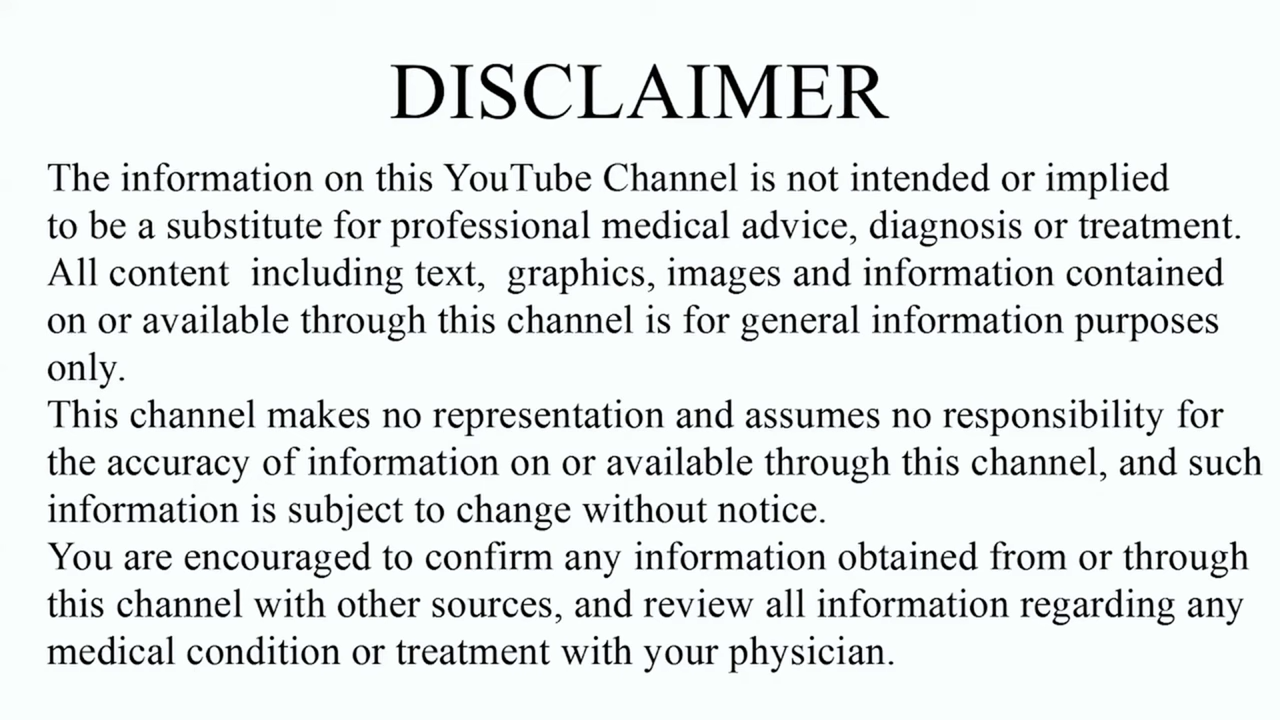 DISCLAIMER
The information on this YouTube Channel is not intended or implied
to be a substitute for professional medical advice, diagnosis or treatment.
All content  including text,  graphics, images and information contained
on or available through this channel is for general information purposes
only.
This channel makes no representation and assumes no responsibility for
the accuracy of information on or available through this channel, and such
information is subject to change without notice.
You are encouraged to confirm any information obtained from or through
this channel with other sources, and review all information regarding any
medical condition or treatment with your physician.